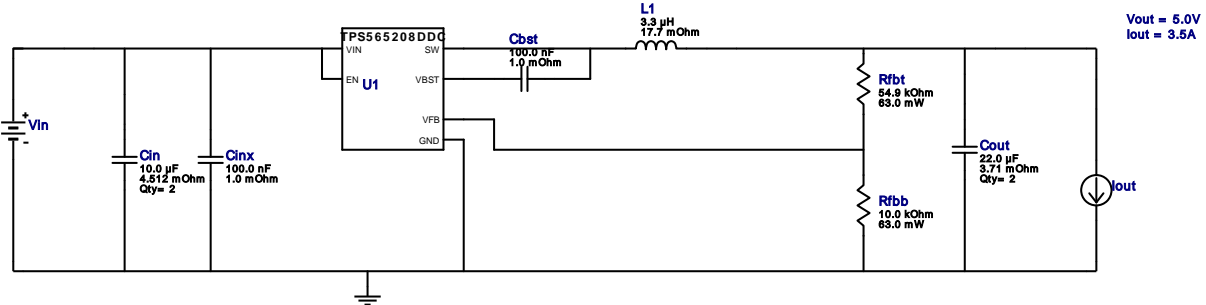 Vout = 5.0V
Iout = 3.5A
L1
3.3 µH
17.7 mOhm
TPS565208DDC
VIN
SW
EN
U1
VBST
VFB
GND
Cbst
100.0 nF
1.0 mOhm
Rfbt
54.9 kOhm
63.0 mW
Vin
+
-
Cin
10.0 µF
4.512 mOhm
Qty= 2
Cinx
100.0 nF
1.0 mOhm
Cout
22.0 µF
3.71 mOhm
Qty= 2
Iout
Rfbb
10.0 kOhm
63.0 mW